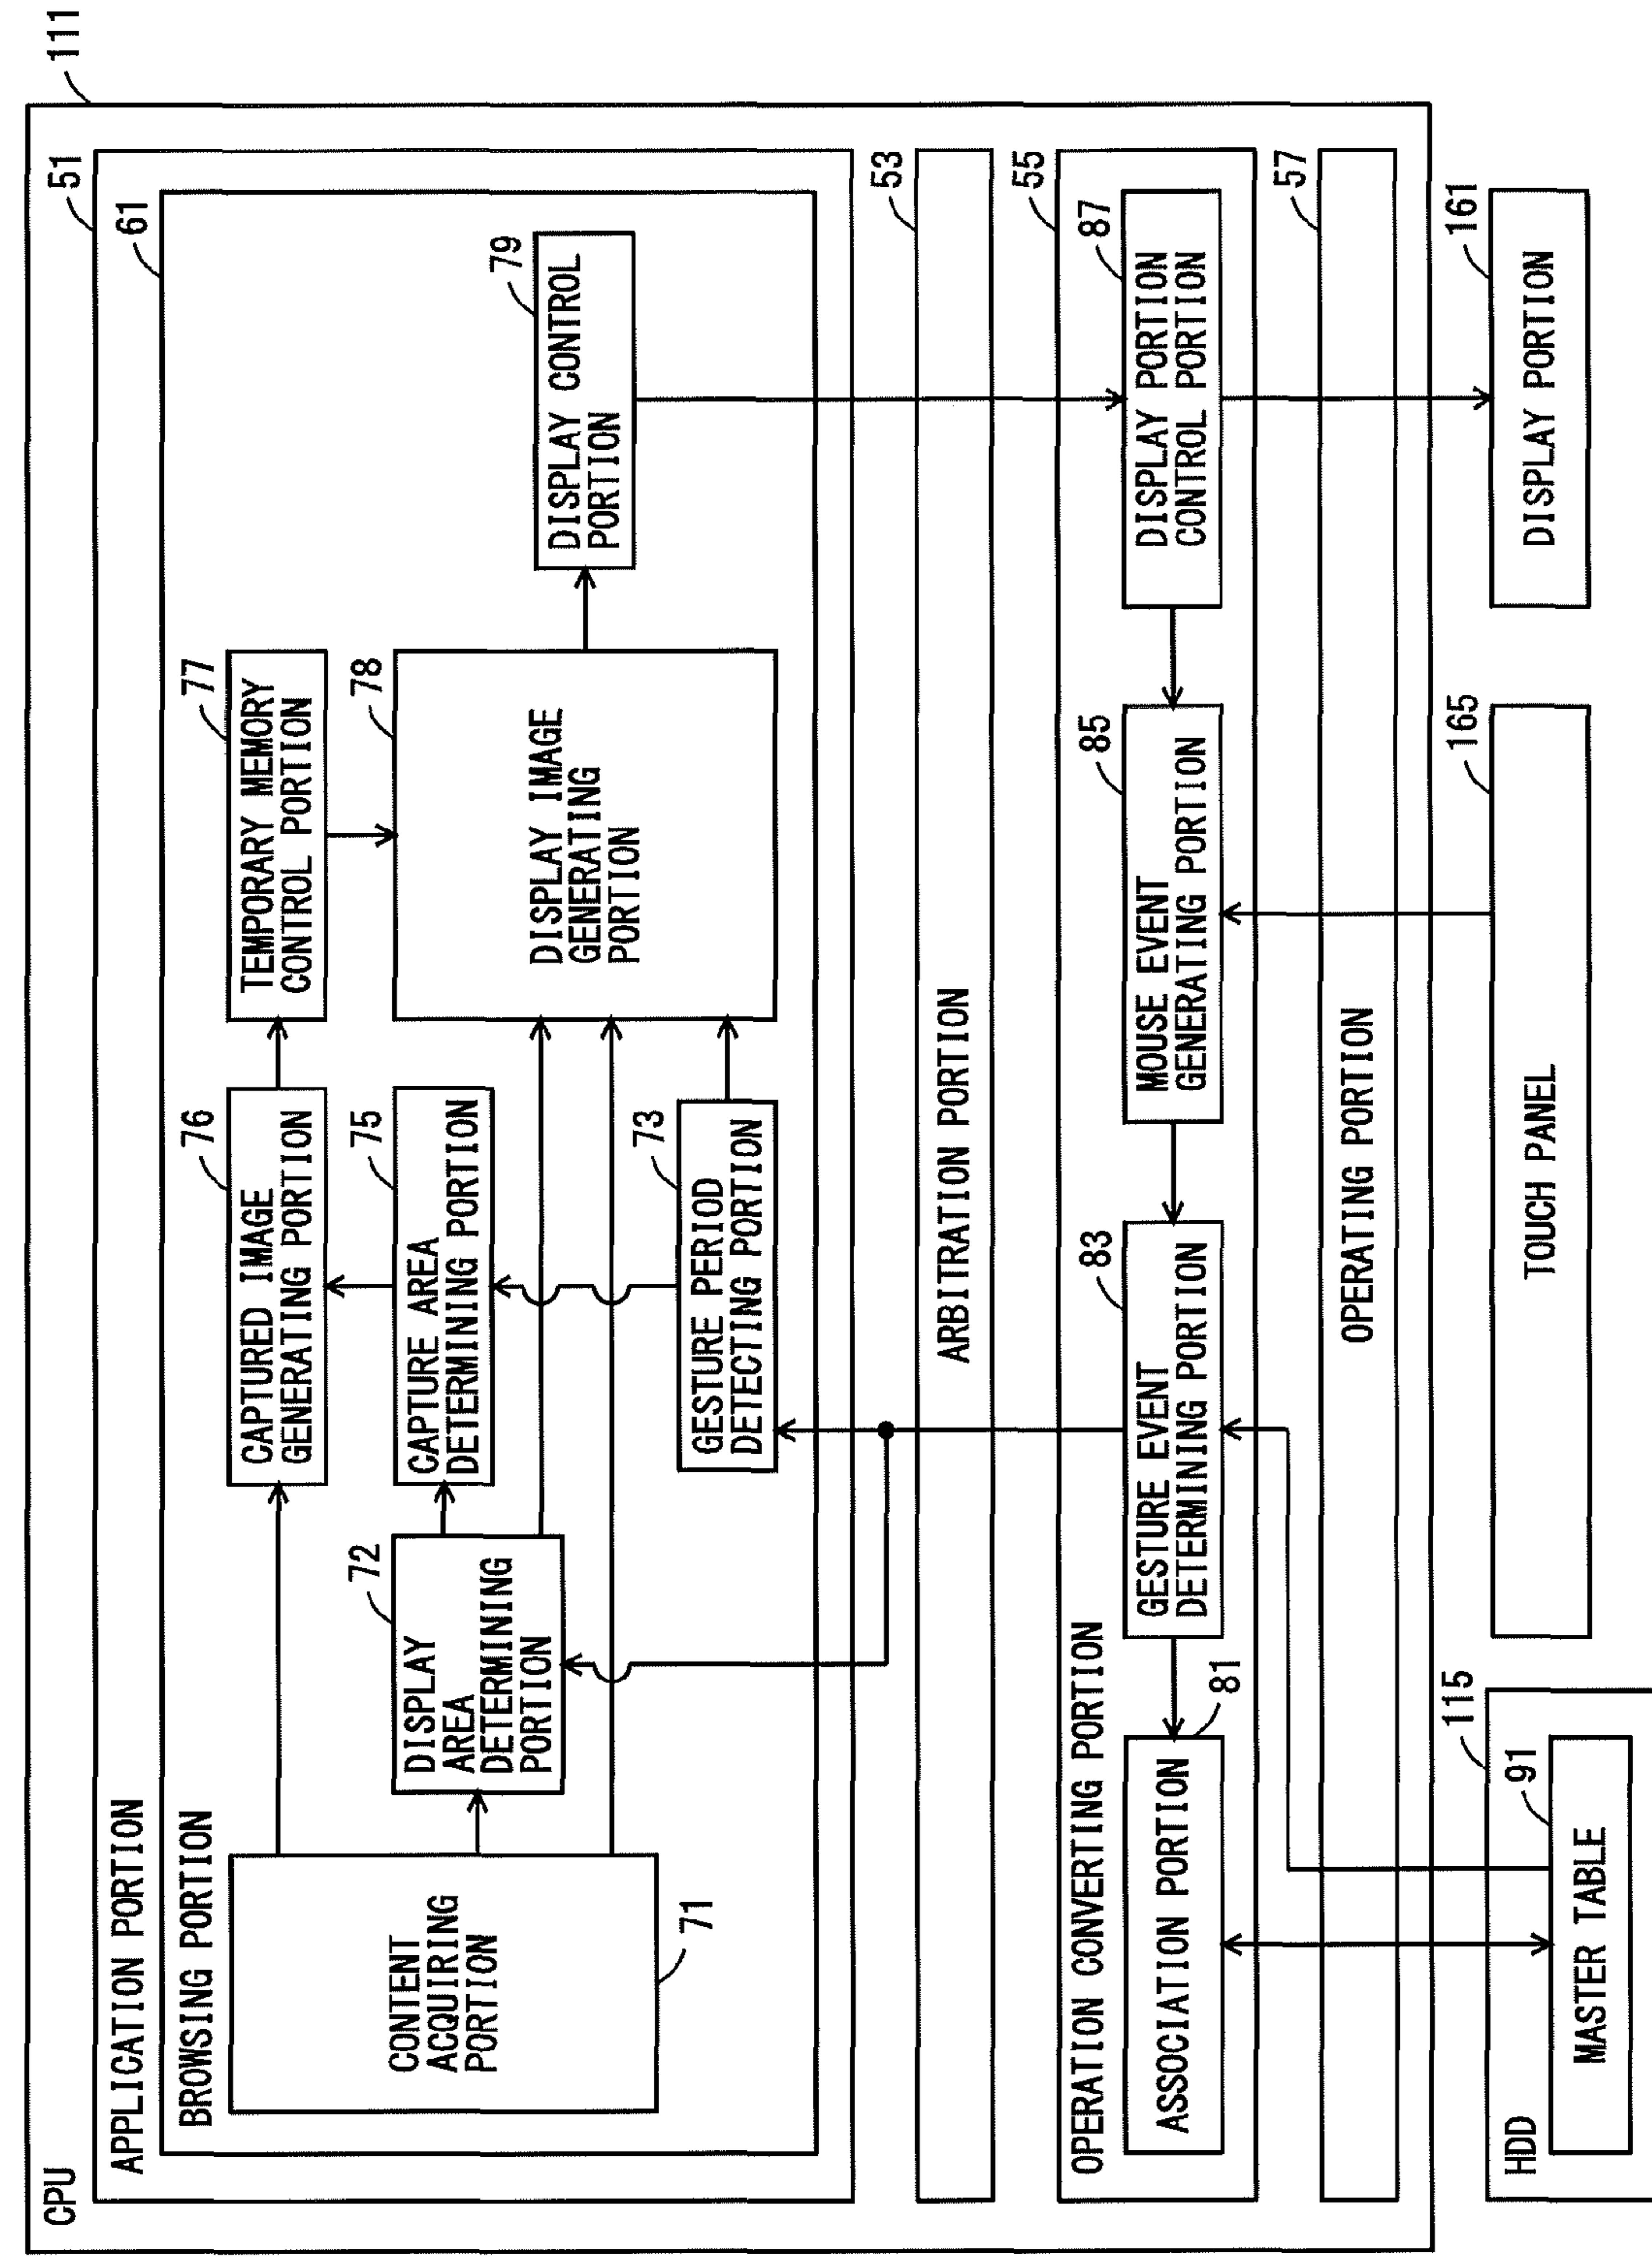 CPU
111
APPLICATION PORTION
51
BROWSING PORTION
61
CONTENT
ACQUIRING
PORTION
71
DISPLAY
AREA
DETERMINING
PORTION
72
CAPTURED IMAGE
GENERATING PORTION
76
CAPTURE AREA
DETERMINING PORTION
75
GESTURE PERIOD
DETECTING PORTION
73
TEMPORARY MEMORY
CONTROL PORTION
77
DISPLAY IMAGE
GENERATING
PORTION
78
DISPLAY CONTROL
PORTION
79
ARBITRATION PORTION
53
OPERATION CONVERTING PORTION
55
ASSOCIATION PORTION
81
GESTURE EVENT
DETERMINING PORTION
83
MOUSE EVENT
GENERATING PORTION
85
DISPLAY PORTION
CONTROL PORTION
87
OPERATING PORTION
57
HDD
115
MASTER TABLE
91
TOUCH PANEL
165
DISPLAY PORTION
161